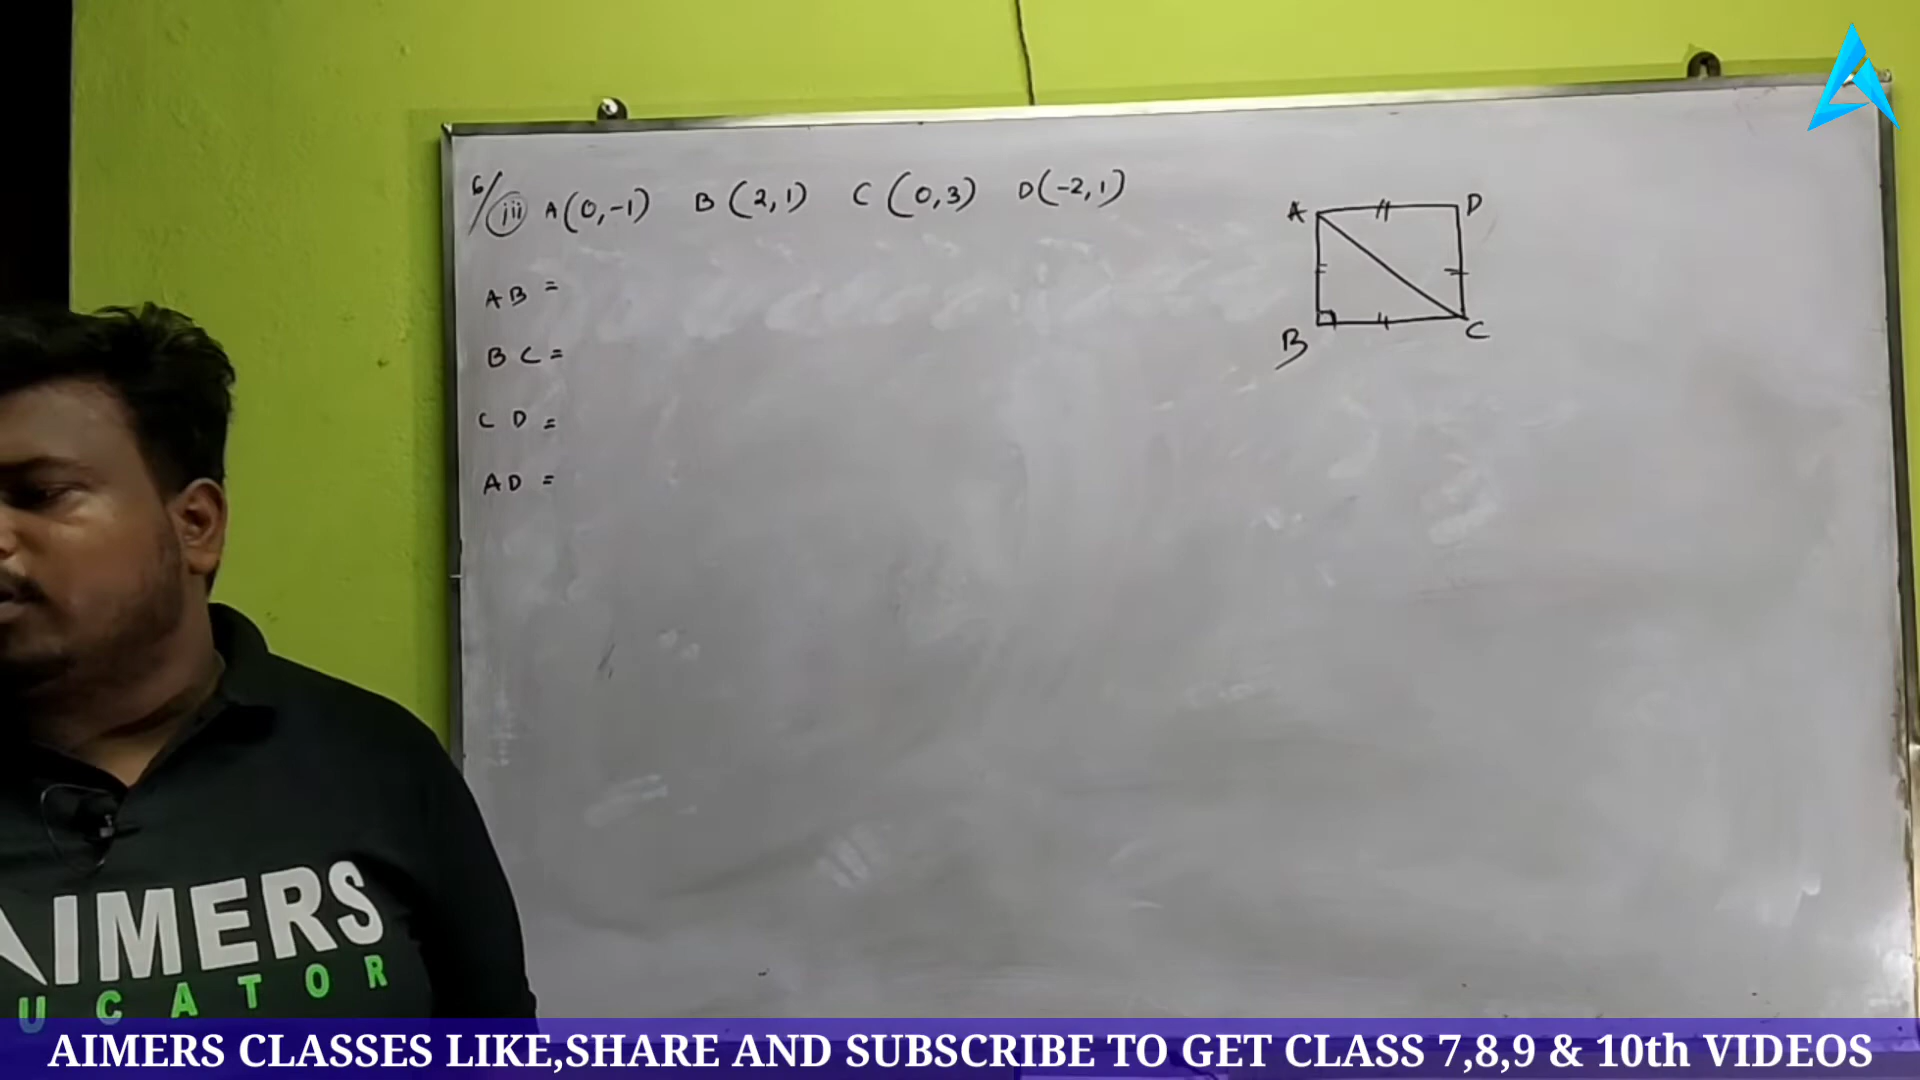 6/ (iii) A(0,-1) B(2,1) C(0,3) D(-2,1)
AB =
BC =
CD =
AD =
A D
B C
AIMERS
UCATOR
AIMERS CLASSES LIKE,SHARE AND SUBSCRIBE TO GET CLASS 7,8,9 & 10th VIDEOS